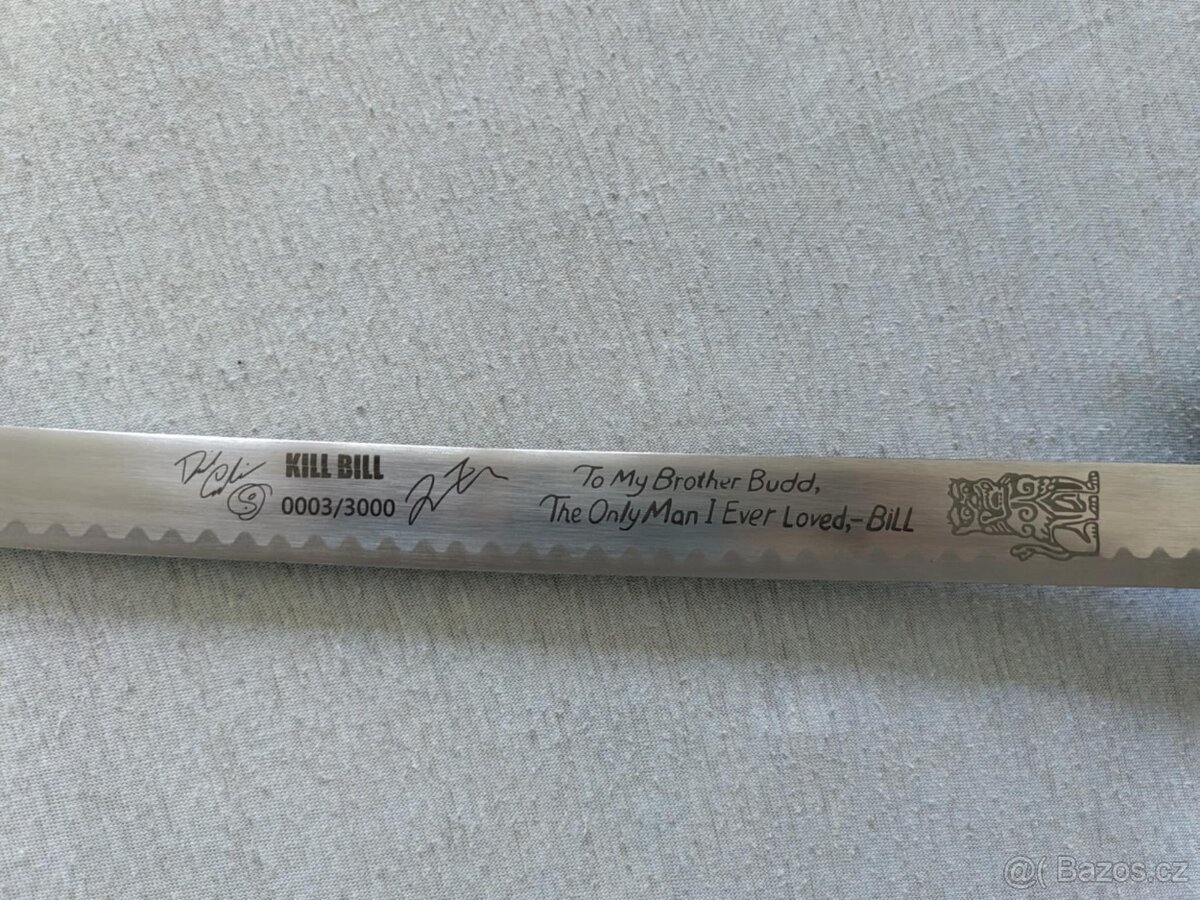 KILL BILL
0003/3000
To My Brother Budd,
The Only Man I Ever Loved,-BiLL
@( Bazos.cz